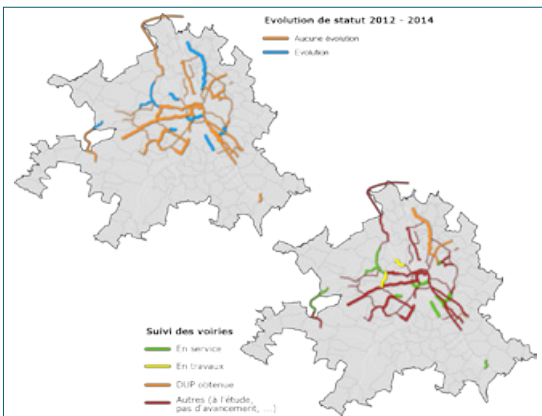 Evolution de statut 2012 - 2014
Aucune évolution
Evolution
Suivi des voiries
En service
En travaux
DUP obtenue
Autres (à l'étude,
pas d'avancement, ...)